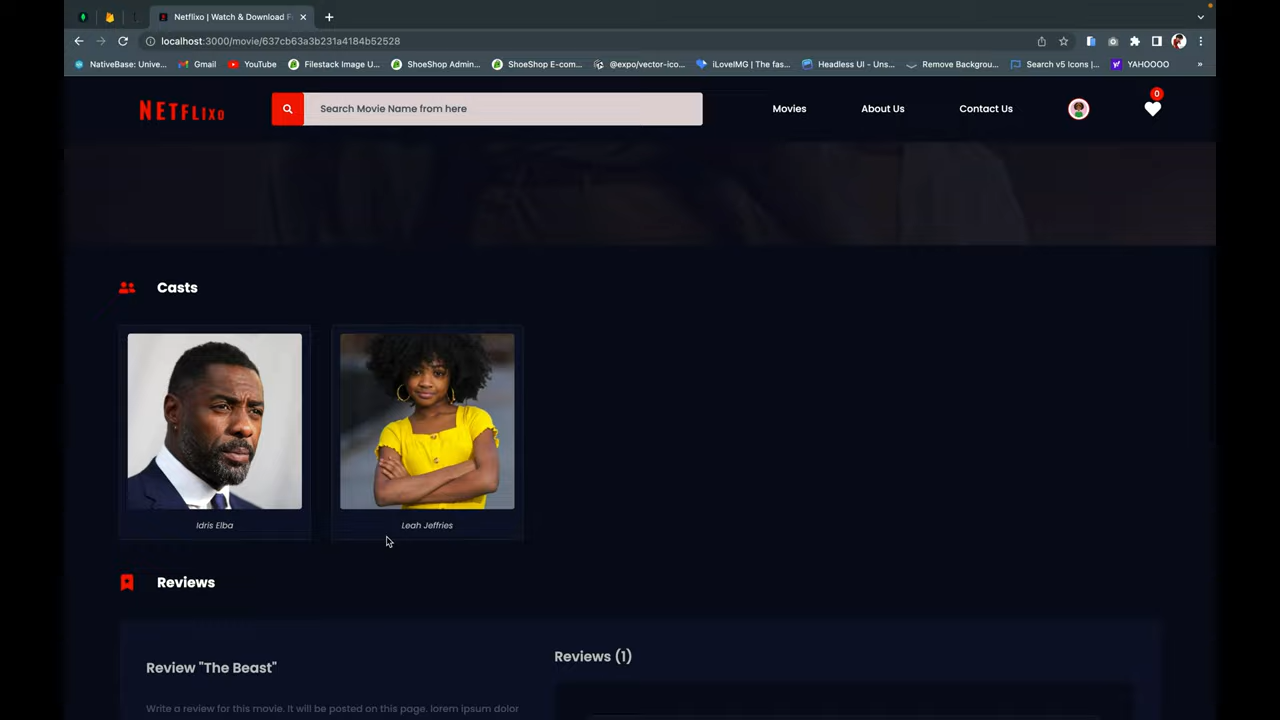 Netflixo | Watch & Download F
localhost:3000/movie/637cb63a3b231a4184b52528
NativeBase: Unive... Gmail YouTube Filestack Image U... ShoeShop Admin... ShoeShop E-com... @expo/vector-ico... iLoveIMG | The fas... Headless UI - Uns... Remove Backgrou... Search v5 Icons |... YAHOOOO »
NETFLIXO Search Movie Name from here Movies About Us Contact Us 0
Casts
Idris Elba Leah Jeffries
Reviews
Reviews (1)
Review "The Beast"
Write a review for this movie. It will be posted on this page. lorem ipsum dolor